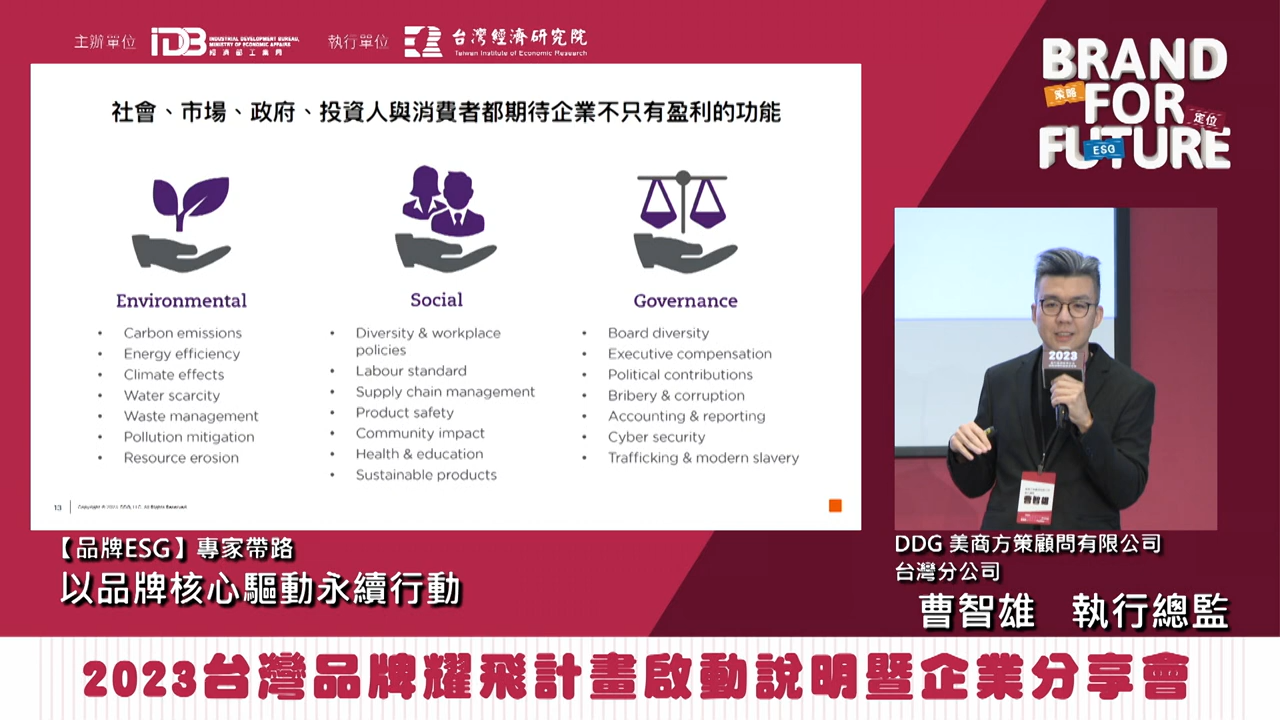 主辦單位
iDB
INDUSTRIAL DEVELOPMENT BUREAU,
MINISTRY OF ECONOMIC AFFAIRS
經濟部工業局
執行單位
台灣經濟研究院
Taiwan Institute of Economic Research
BRAND
策略
FOR
定位
FUTURE
ESG
社會、市場、政府、投資人與消費者都期待企業不只有盈利的功能
Environmental
• Carbon emissions
• Energy efficiency
• Climate effects
• Water scarcity
• Waste management
• Pollution mitigation
• Resource erosion
Social
• Diversity & workplace
policies
• Labour standard
• Supply chain management
• Product safety
• Community impact
• Health & education
• Sustainable products
Governance
• Board diversity
• Executive compensation
• Political contributions
• Bribery & corruption
• Accounting & reporting
• Cyber security
• Trafficking & modern slavery
13
2023
曹智雄
【品牌ESG】專家帶路
以品牌核心驅動永續行動
DDG 美商方策顧問有限公司
台灣分公司
曹智雄 執行總監
2023台灣品牌耀飛計畫啟動說明暨企業分享會